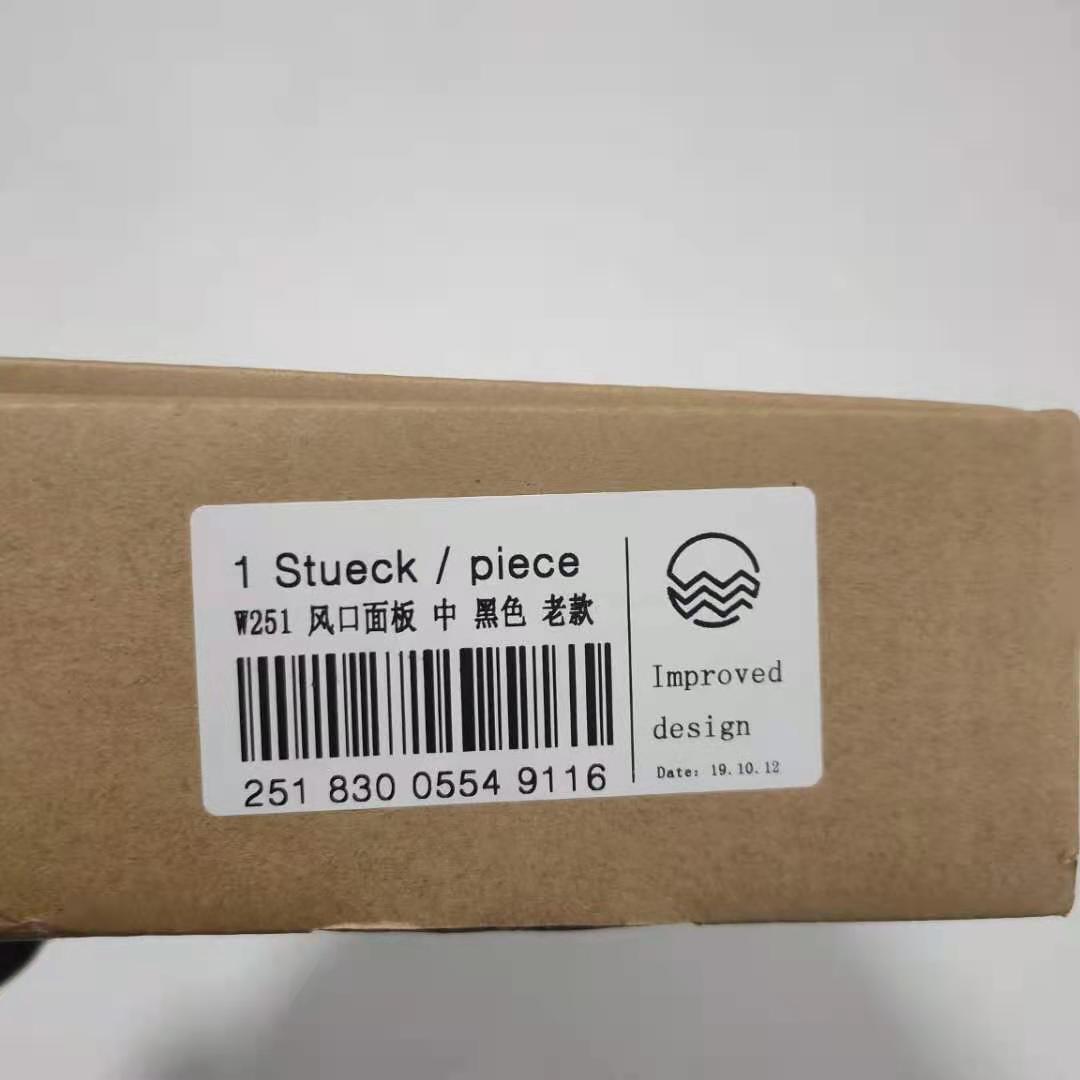 1 Stueck / piece
W251 风口面板 中 黑色 老款
251 830 0554 9116
Improved
design
Date: 19.10.12